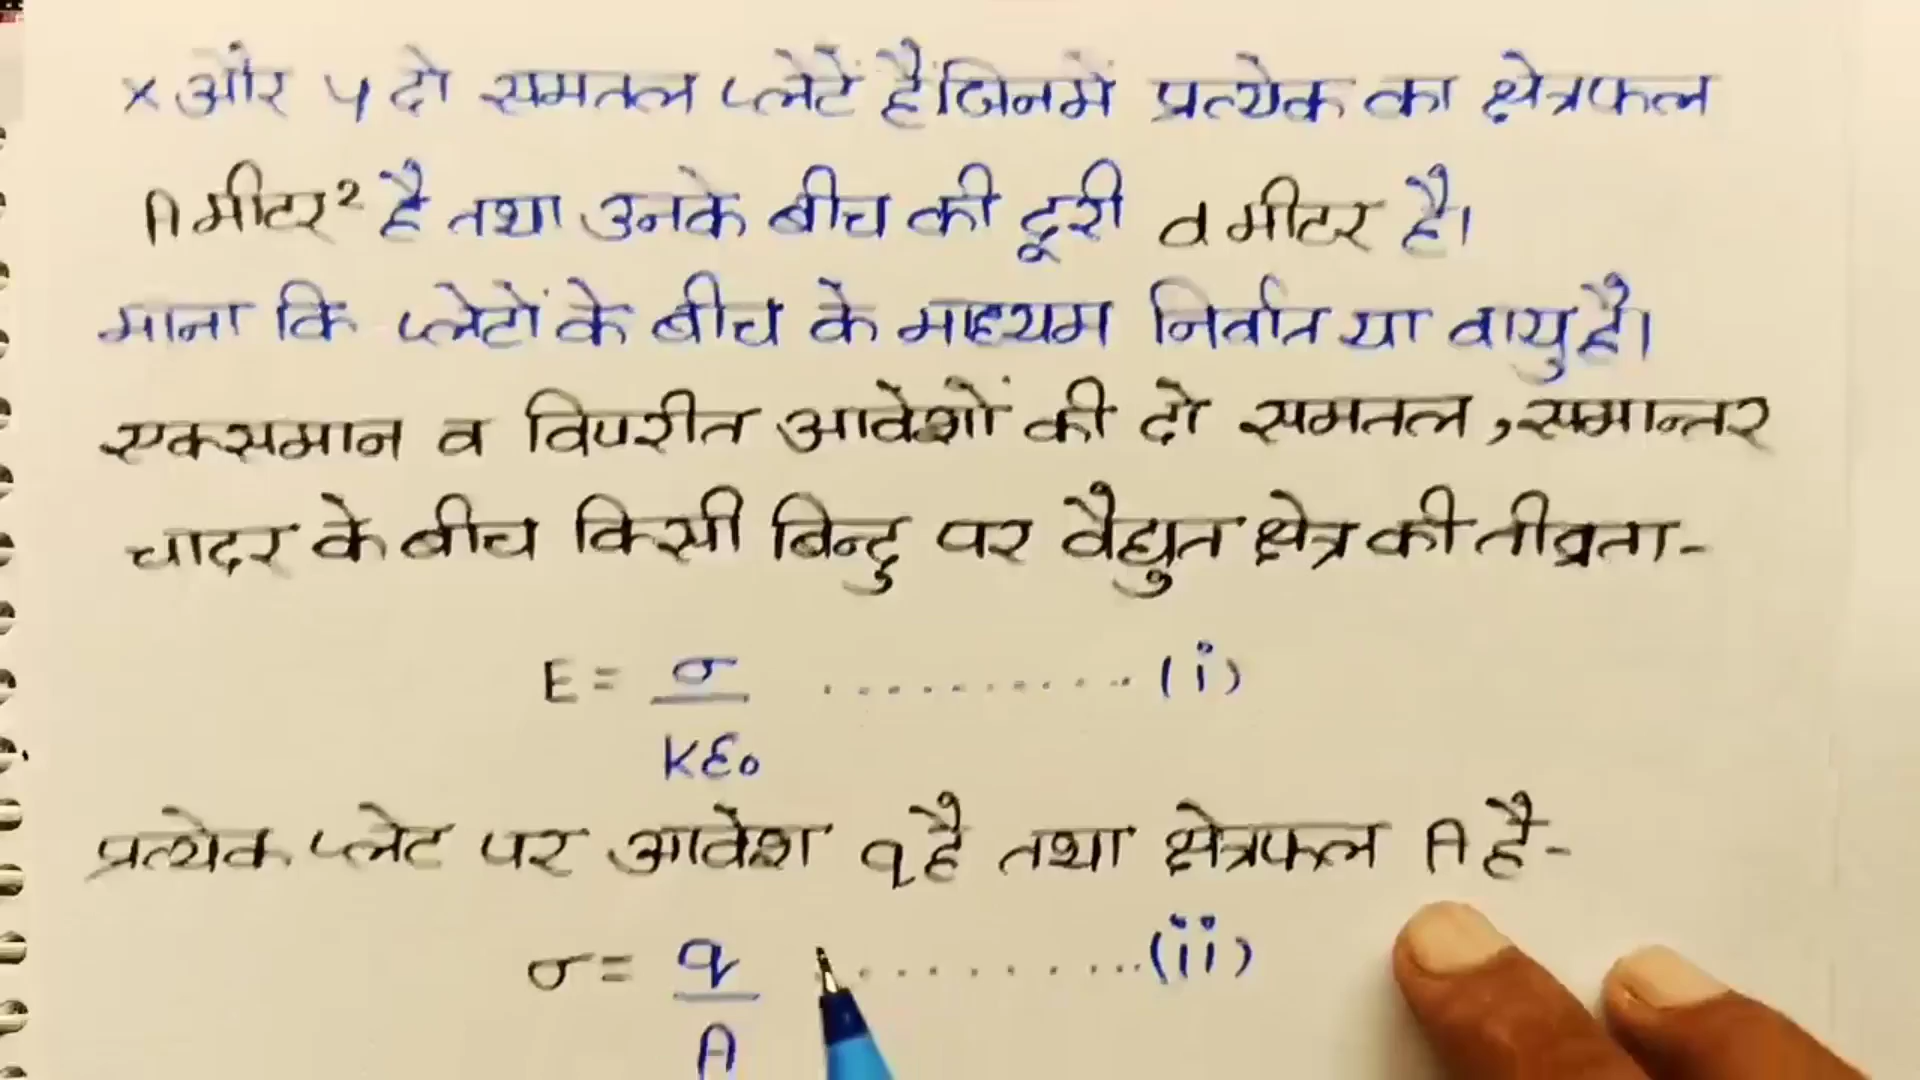 x और y दो समतल प्लेटें हैं जिनमें प्रत्येक का क्षेत्रफल
A मीटर² है तथा उनके बीच की दूरी d मीटर है।
माना कि प्लेटों के बीच के माध्यम निर्वात या वायु है।
एकसमान व विपरीत आवेशों की दो समतल, समान्तर
चादर के बीच किसी बिन्दु पर वैद्युत क्षेत्र की तीव्रता-
E = σ/Kε₀ ........... (i)
प्रत्येक प्लेट पर आवेश q है तथा क्षेत्रफल A है-
σ = q/A ........... (ii)